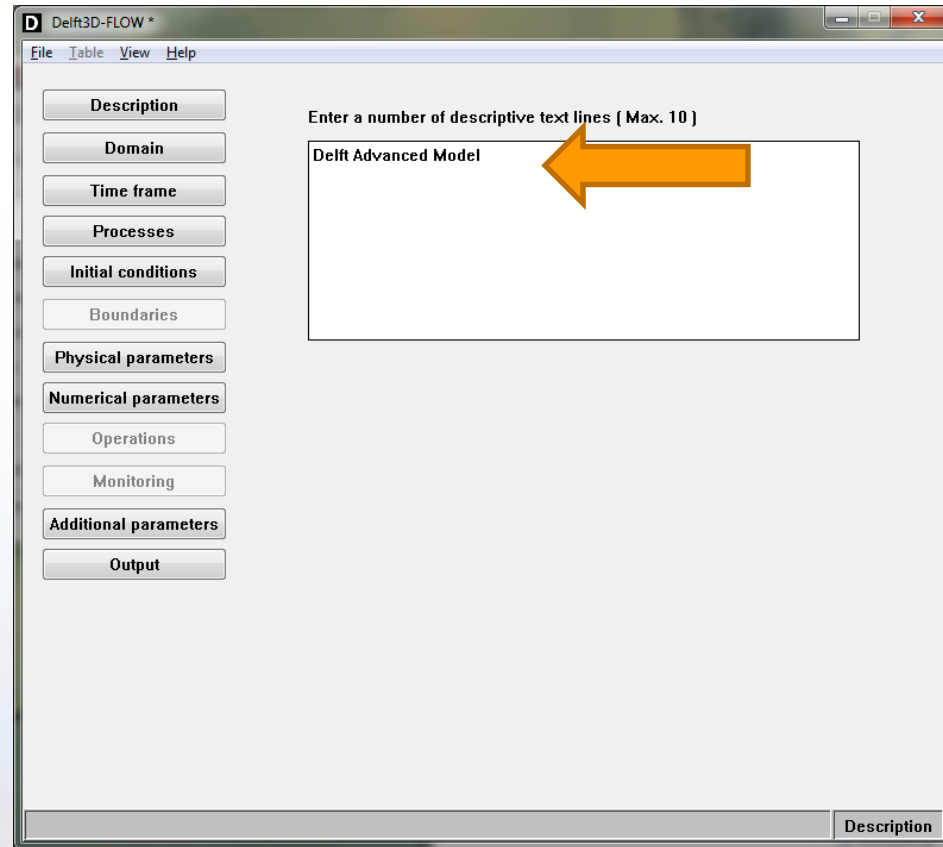 D Delft3D-FLOW *
File Table View Help
Description
Enter a number of descriptive text lines ( Max. 10 )
Domain
Delft Advanced Model
Time frame
Processes
Initial conditions
Boundaries
Physical parameters
Numerical parameters
Operations
Monitoring
Additional parameters
Output
Description